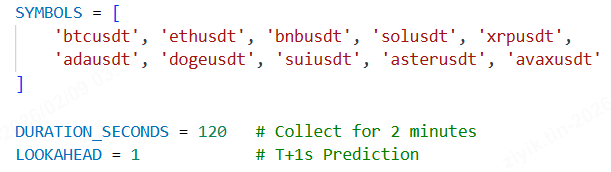 SYMBOLS = [
    'btcusdt', 'ethusdt', 'bnbusdt', 'solusdt', 'xrpusdt',
    'adausdt', 'dogeusdt', 'suiusdt', 'asterusdt', 'avaxusdt'
]
DURATION_SECONDS = 120   # Collect for 2 minutes
LOOKAHEAD = 1            # T+1s Prediction